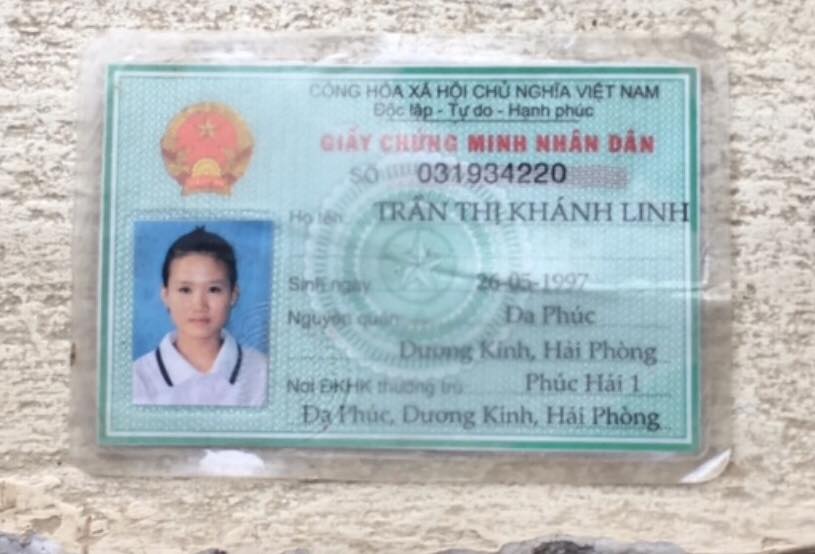 CỘNG HÒA XÃ HỘI CHỦ NGHĨA VIỆT NAM
Độc lập - Tự do - Hạnh phúc
GIẤY CHỨNG MINH NHÂN DÂN
SỐ 031934220
Họ tên TRẦN THỊ KHÁNH LINH
Sinh ngày 26-05-1997
Nguyên quán Đa Phúc
Dương Kinh, Hải Phòng
Nơi ĐKHK thường trú Phúc Hải 1
Đa Phúc, Dương Kinh, Hải Phòng